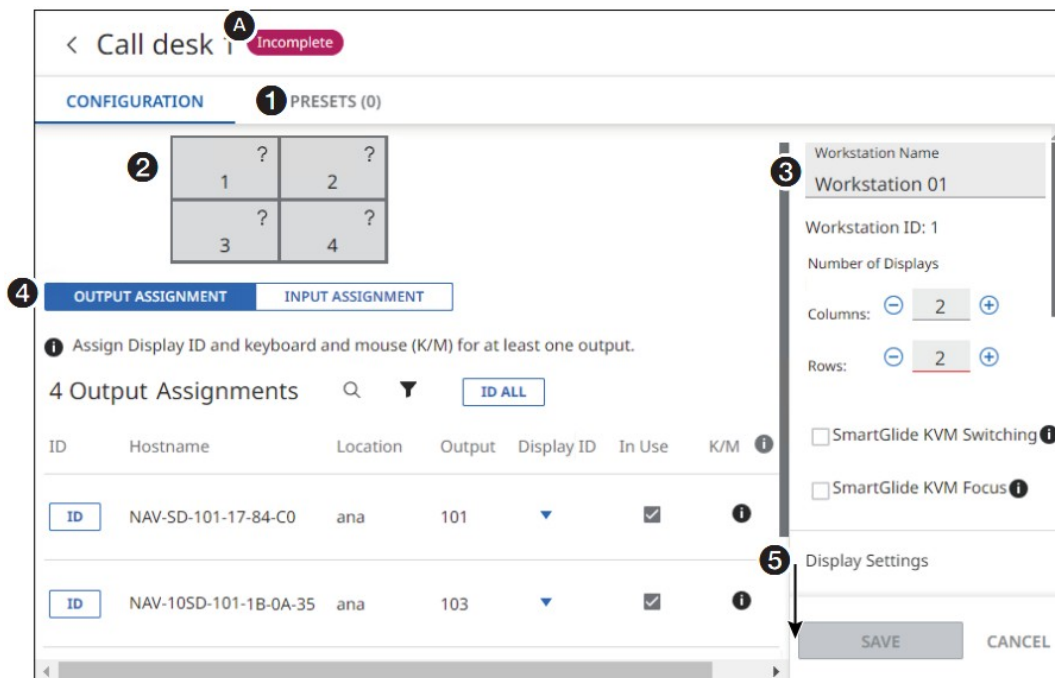 A
< Call desk 1 Incomplete
CONFIGURATION 1 PRESETS (0)
2
? ?
1 2
? ?
3 4
3 Workstation Name
Workstation 01
Workstation ID: 1
Number of Displays
Columns: 2
Rows: 2
SmartGlide KVM Switching
SmartGlide KVM Focus
4 OUTPUT ASSIGNMENT INPUT ASSIGNMENT
Assign Display ID and keyboard and mouse (K/M) for at least one output.
4 Output Assignments ID ALL
ID Hostname Location Output Display ID In Use K/M
ID NAV-SD-101-17-84-C0 ana 101
ID NAV-10SD-101-1B-0A-35 ana 103
5 Display Settings
SAVE CANCEL